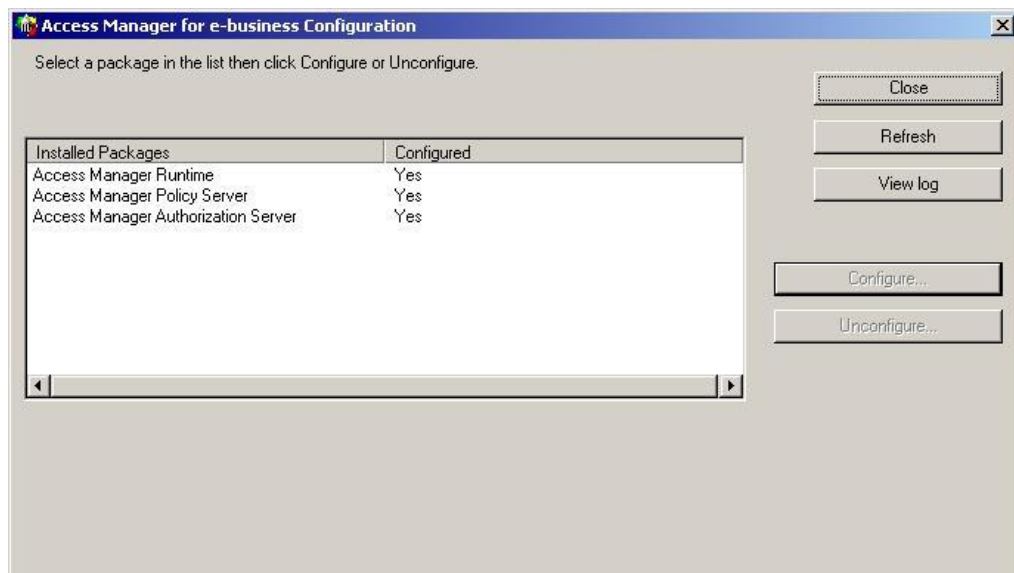 Access Manager for e-business Configuration
Select a package in the list then click Configure or Unconfigure.
Close
Refresh
View log
Installed Packages Configured
Access Manager Runtime Yes
Access Manager Policy Server Yes
Access Manager Authorization Server Yes
Configure...
Unconfigure...